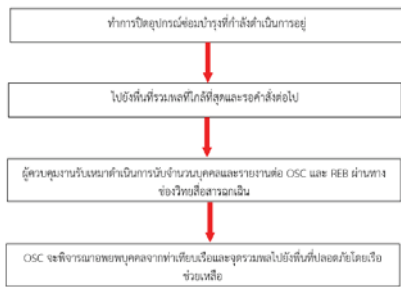 ทำการปิดอุปกรณ์ซ่อมบำรุงที่กำลังดำเนินการอยู่
ไปยังพื้นที่รวมพลที่ใกล้ที่สุดและรอคำสั่งต่อไป
ผู้ควบคุมงานรับเหมาดำเนินการนับจำนวนบุคคลและรายงานต่อ OSC และ REB ผ่านทาง
ช่องวิทยุสื่อสารฉุกเฉิน
OSC จะพิจารณาอพยพบุคคลจากท่าเทียบเรือและจุดรวมพลไปยังพื้นที่ปลอดภัยโดยเรือ
ช่วยเหลือ